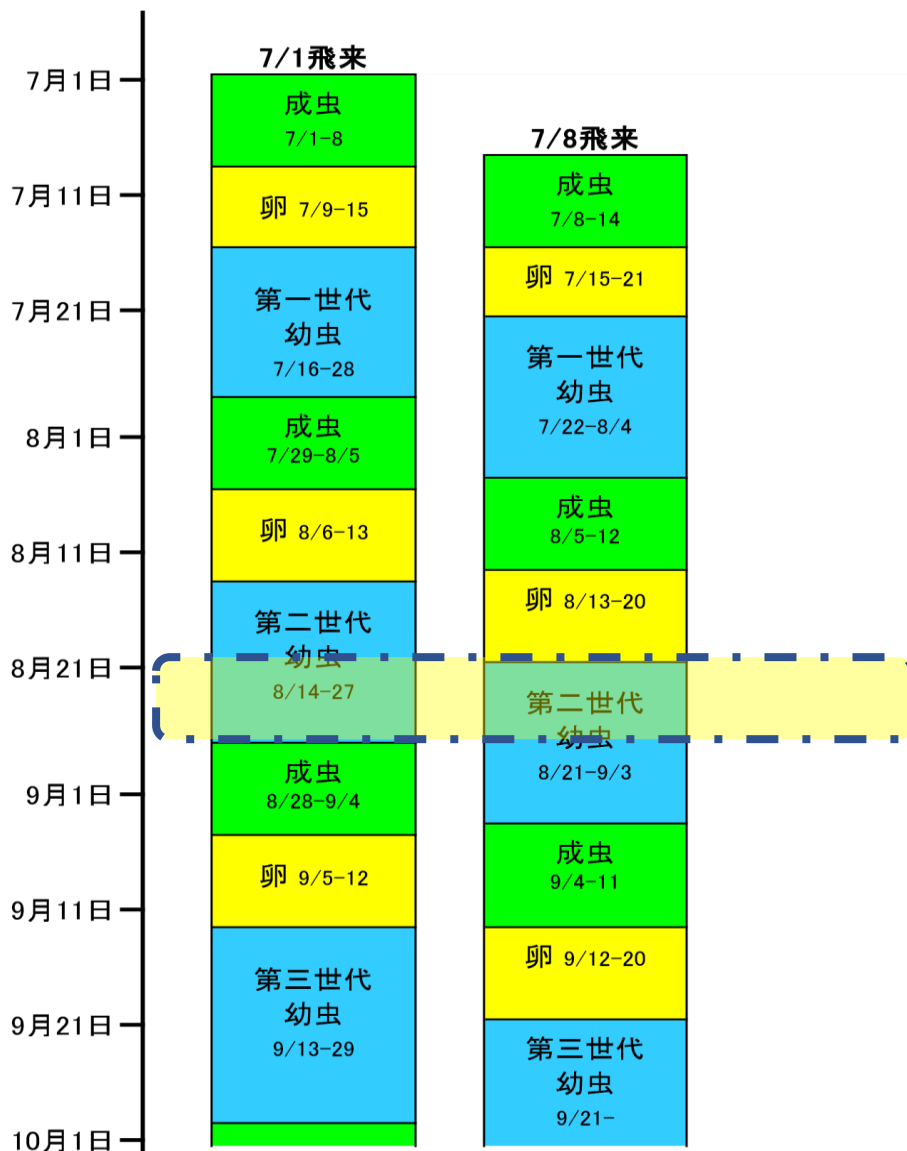 7月1日
7月11日
7月21日
8月1日
8月11日
8月21日
9月1日
9月11日
9月21日
10月1日
7/1飛来
成虫
7/1-8
卵 7/9-15
第一世代
幼虫
7/16-28
成虫
7/29-8/5
卵 8/6-13
第二世代
幼虫
8/14-27
成虫
8/28-9/4
卵 9/5-12
第三世代
幼虫
9/13-29
7/8飛来
成虫
7/8-14
卵 7/15-21
第一世代
幼虫
7/22-8/4
成虫
8/5-12
卵 8/13-20
第二世代
幼虫
8/21-9/3
成虫
9/4-11
卵 9/12-20
第三世代
幼虫
9/21-